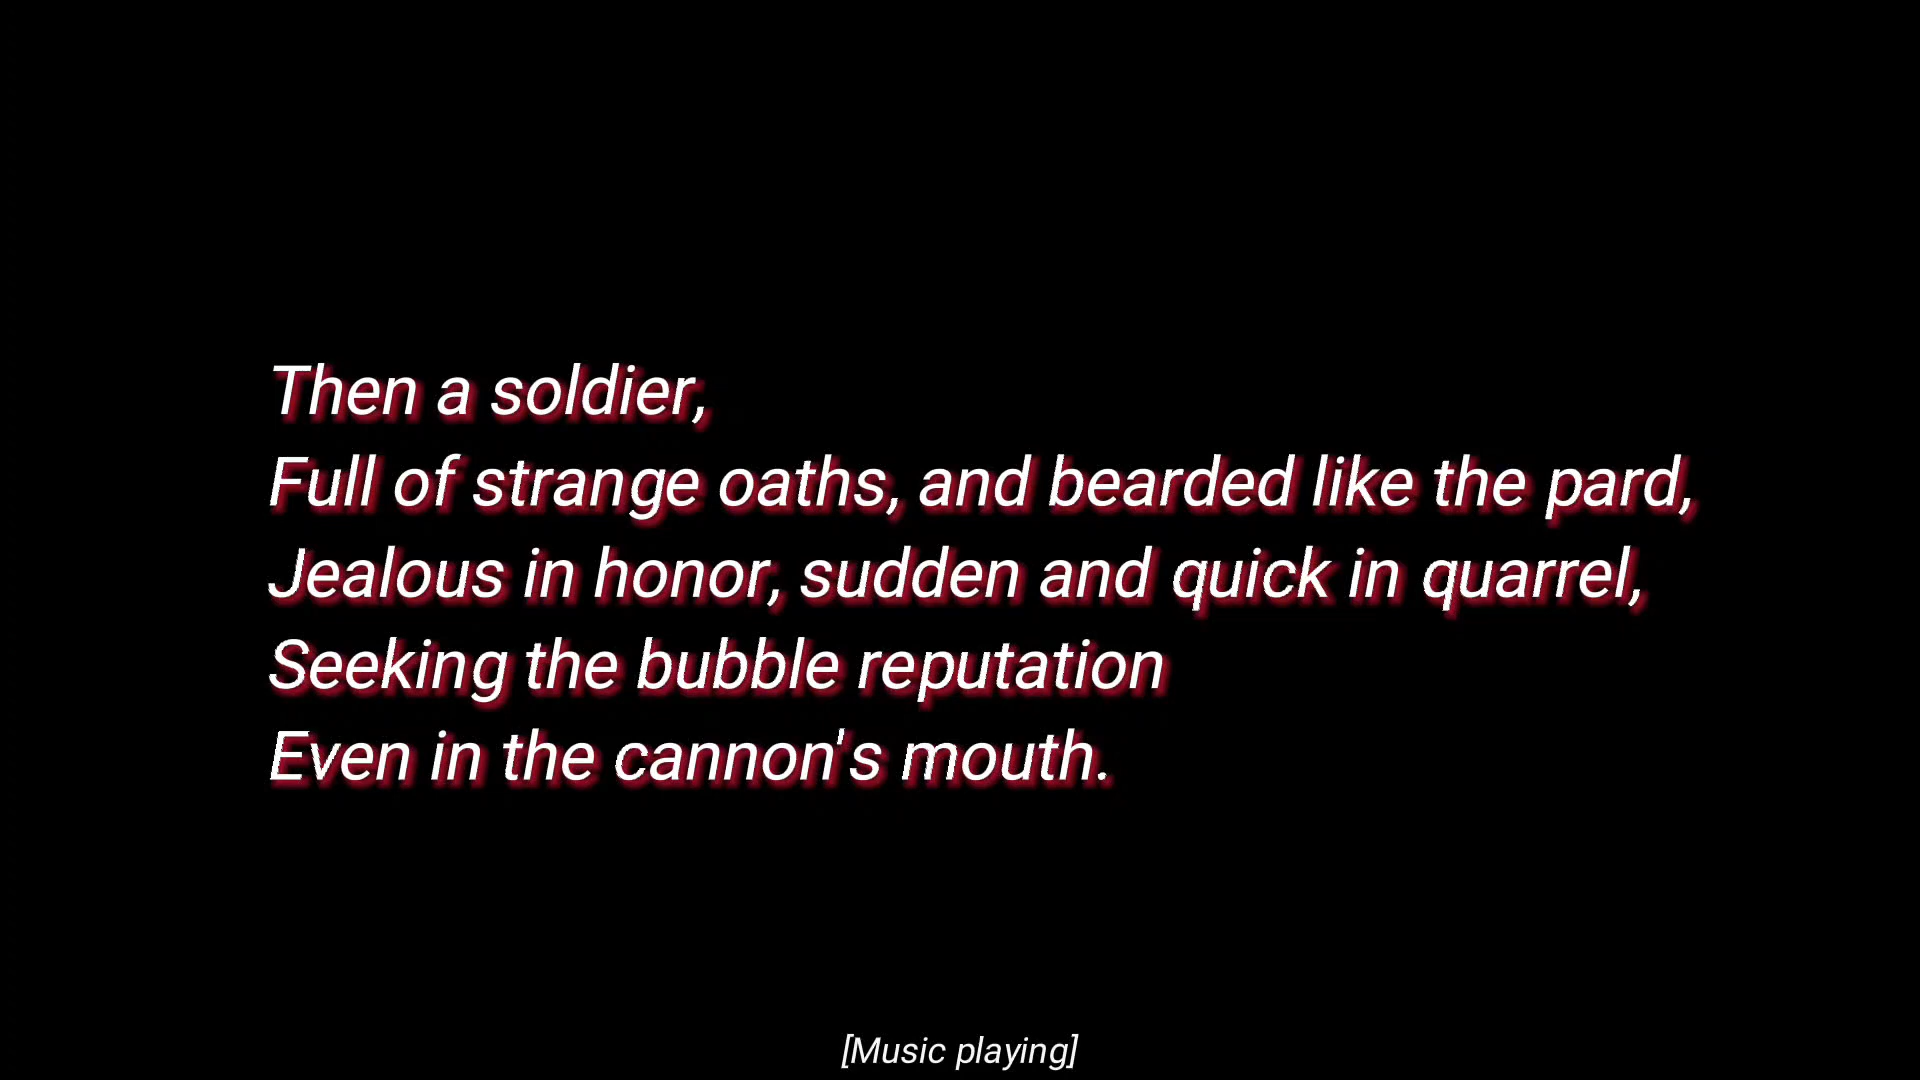 Then a soldier,
Full of strange oaths, and bearded like the pard,
Jealous in honor, sudden and quick in quarrel,
Seeking the bubble reputation
Even in the cannon's mouth.
[Music playing]